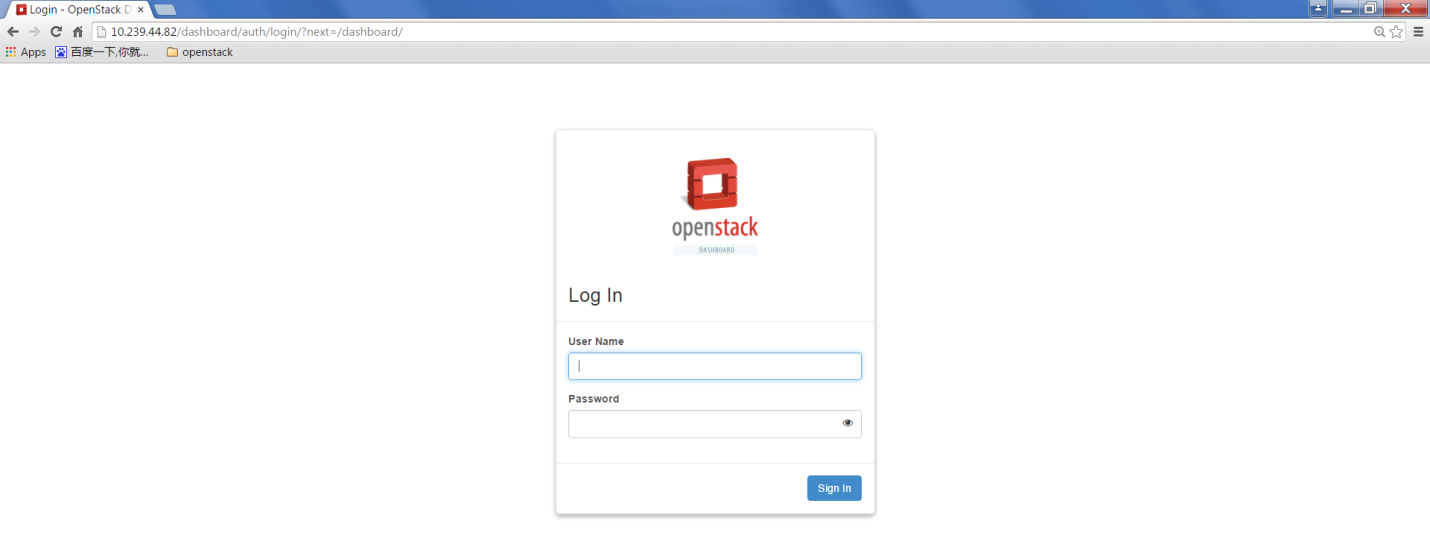 Login - OpenStack D
10.239.44.82/dashboard/auth/login/?next=/dashboard/
Apps 百度一下,你就... openstack
openstack
DASHBOARD
Log In
User Name
Password
Sign In